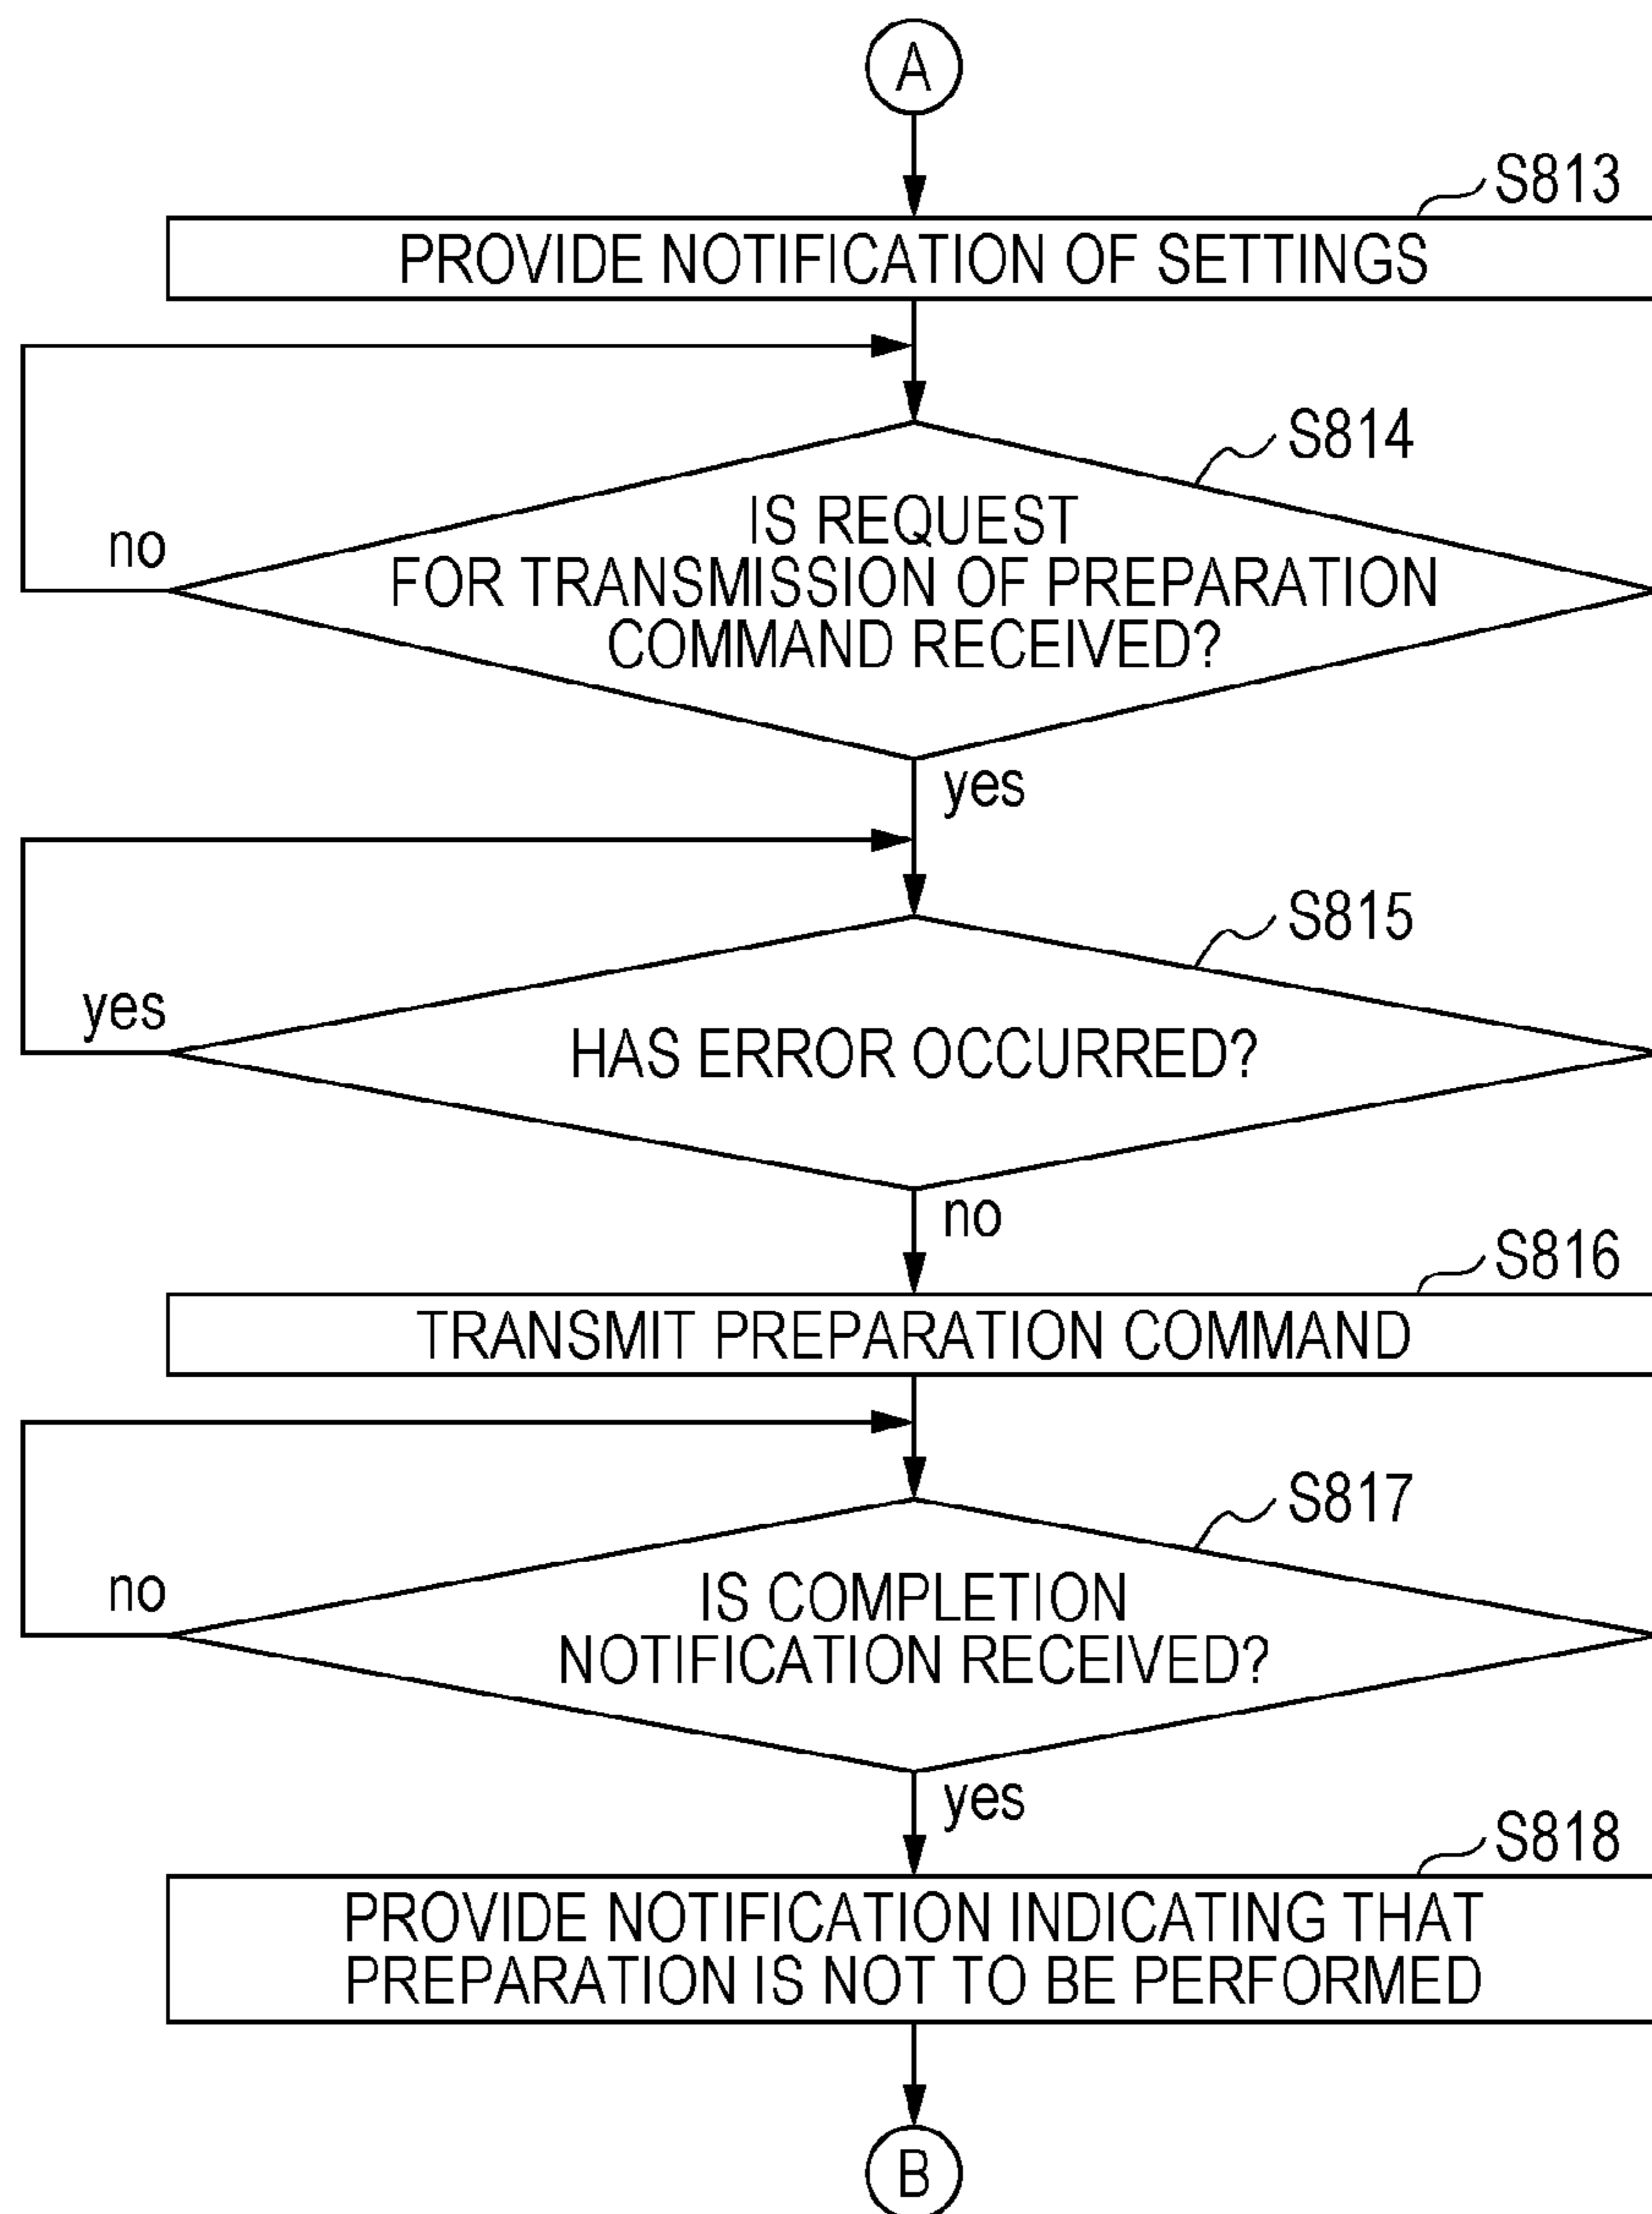 A
S813
PROVIDE NOTIFICATION OF SETTINGS
S814
IS REQUEST
FOR TRANSMISSION OF PREPARATION
COMMAND RECEIVED?
no
yes
S815
HAS ERROR OCCURRED?
yes
no
S816
TRANSMIT PREPARATION COMMAND
S817
IS COMPLETION
NOTIFICATION RECEIVED?
no
yes
S818
PROVIDE NOTIFICATION INDICATING THAT
PREPARATION IS NOT TO BE PERFORMED
B